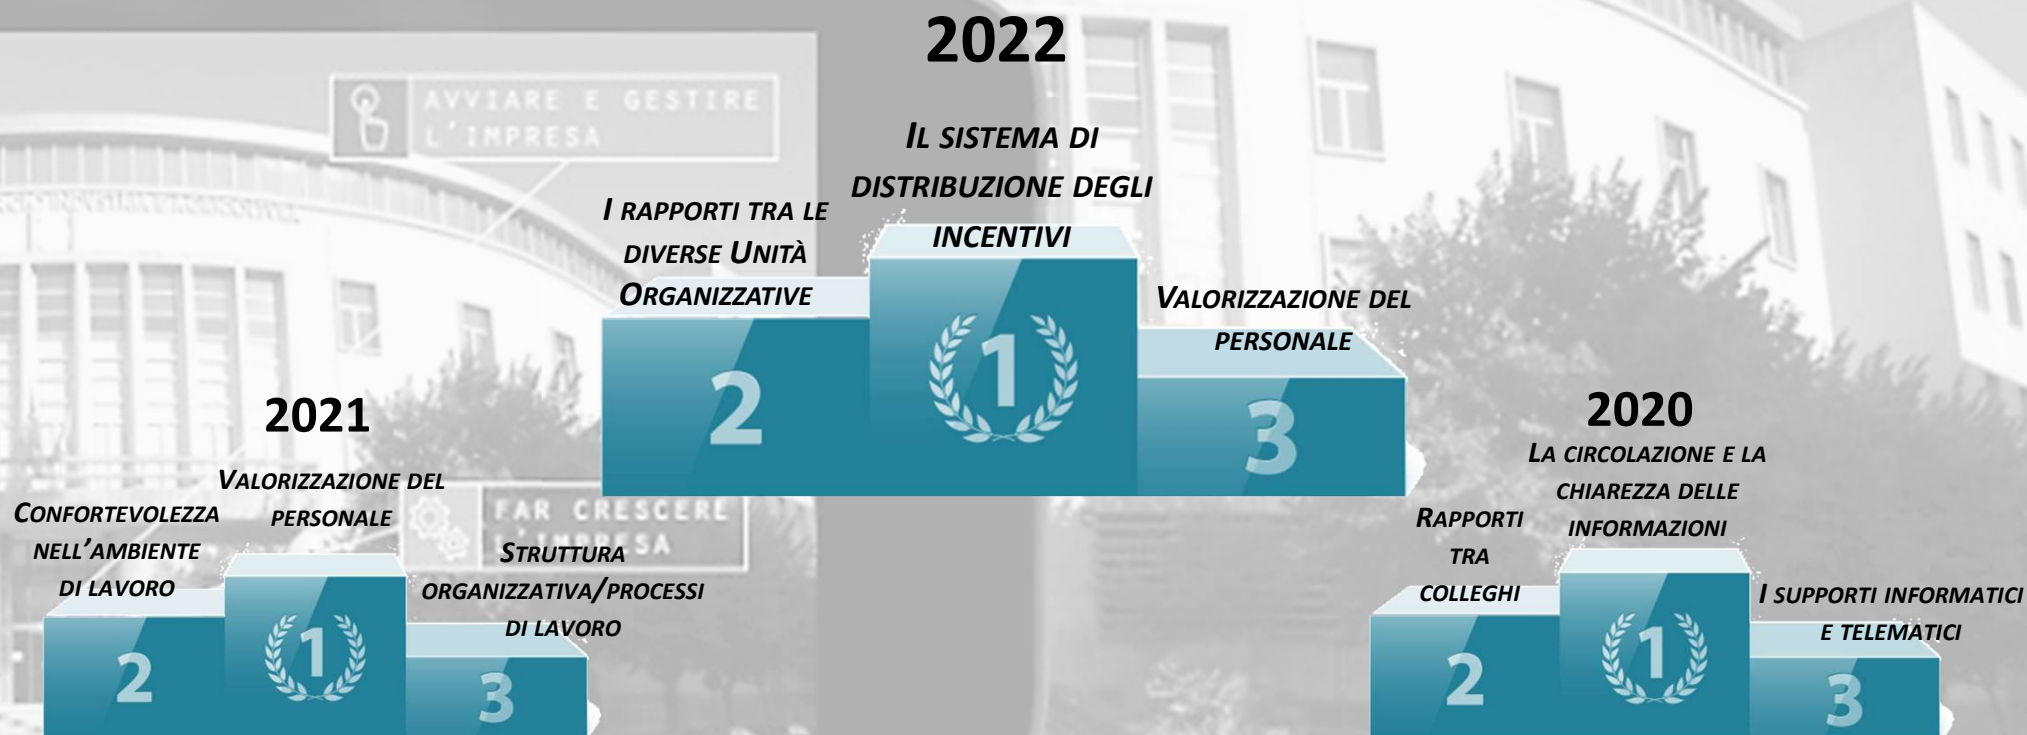 2022
IL SISTEMA DI
DISTRIBUZIONE DEGLI
INCENTIVI
I RAPPORTI TRA LE
DIVERSE UNITÀ
ORGANIZZATIVE
VALORIZZAZIONE DEL
PERSONALE
2
1
3
AVVIARE E GESTIRE
L'IMPRESA
FAR CRESCERE
L'IMPRESA
2021
VALORIZZAZIONE DEL
PERSONALE
CONFORTEVOLEZZA
NELL'AMBIENTE
DI LAVORO
STRUTTURA
ORGANIZZATIVA/PROCESSI
DI LAVORO
2
1
3
2020
LA CIRCOLAZIONE E LA
CHIAREZZA DELLE
INFORMAZIONI
RAPPORTI
TRA
COLLEGHI
I SUPPORTI INFORMATICI
E TELEMATICI
2
1
3